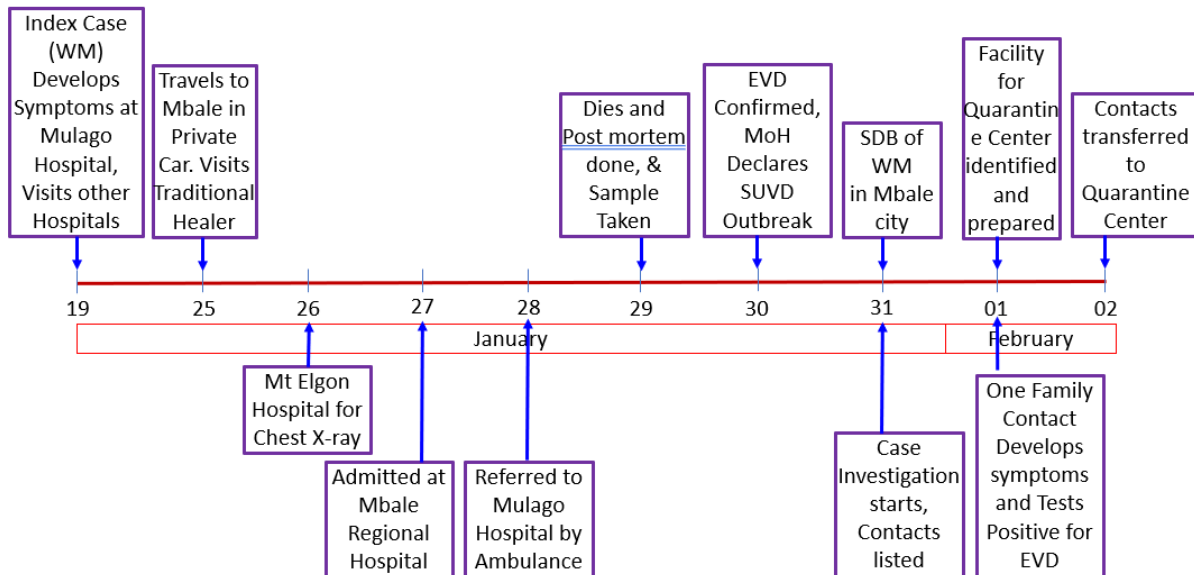 Index Case
(WM)
Develops
Symptoms at
Mulago
Hospital,
Visits other
Hospitals
Travels to
Mbale in
Private
Car. Visits
Traditional
Healer
Dies and
Post mortem
done, &
Sample
Taken
EVD
Confirmed,
MoH
Declares
SUVD
Outbreak
SDB of
WM
in Mbale
city
Facility
for
Quarantin
e Center
identified
and
prepared
Contacts
transferred
to
Quarantine
Center
19
25
26
27
28
29
30
31
01
02
January
February
Mt Elgon
Hospital for
Chest X-ray
Admitted at
Mbale
Regional
Hospital
Referred to
Mulago
Hospital by
Ambulance
Case
Investigation
starts,
Contacts
listed
One Family
Contact
Develops
symptoms
and Tests
Positive for
EVD